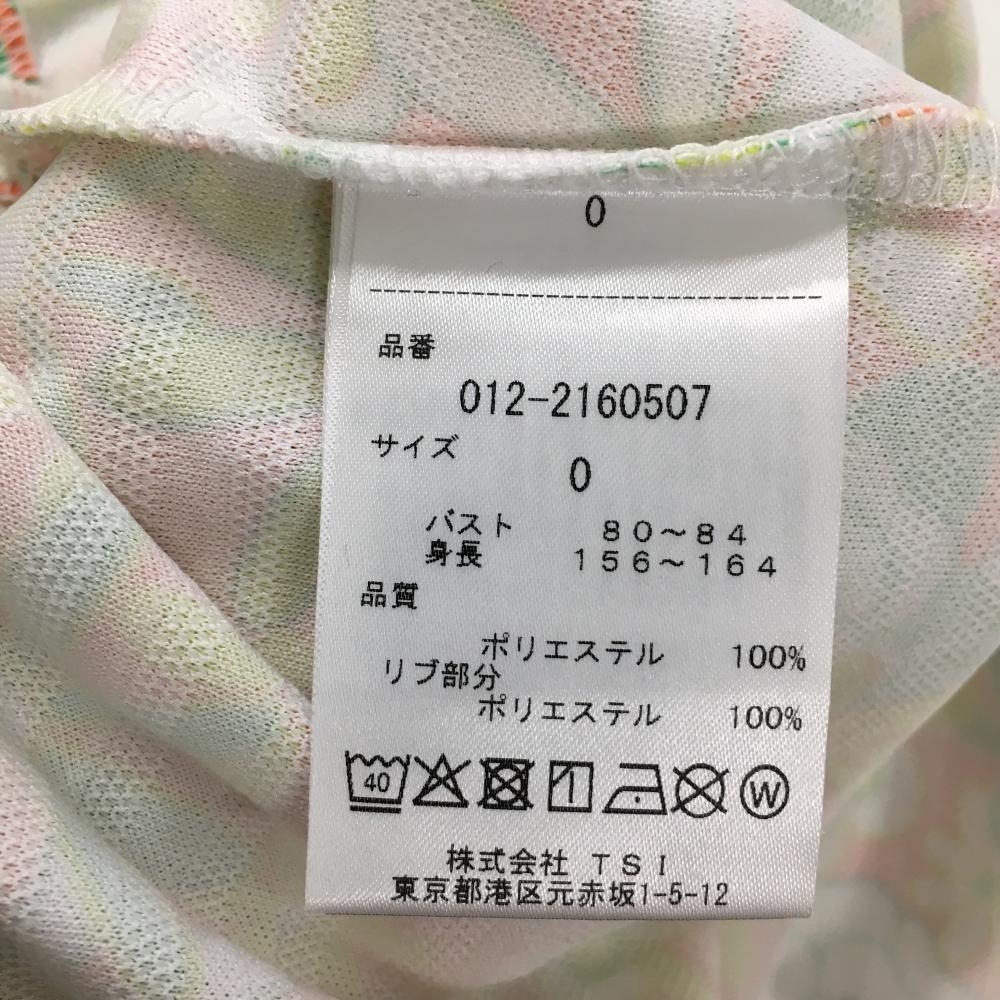 0
品番
012-2160507
サイズ
0
バスト 80～84
身長 156～164
品質
ポリエステル 100%
リブ部分
ポリエステル 100%
40 W
株式会社 TSI
東京都港区元赤坂1-5-12